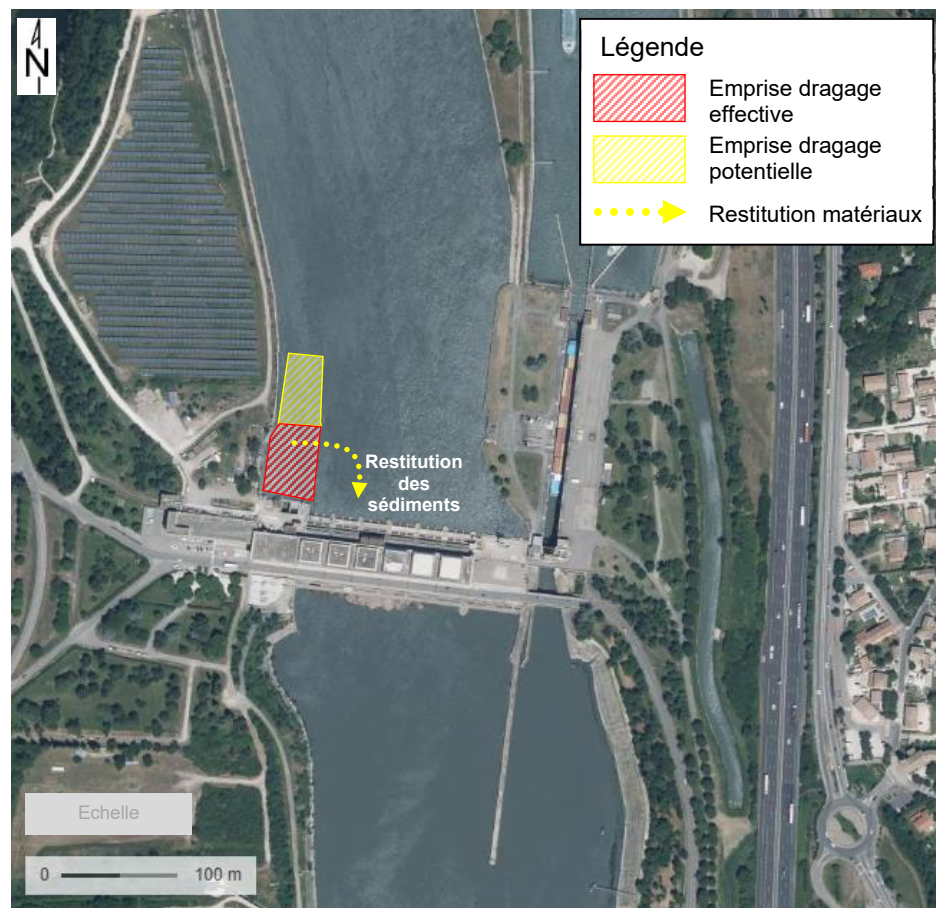 N
Légende
Emprise dragage
effective
Emprise dragage
potentielle
Restitution matériaux
Restitution
des
sédiments
Echelle
0 100 m